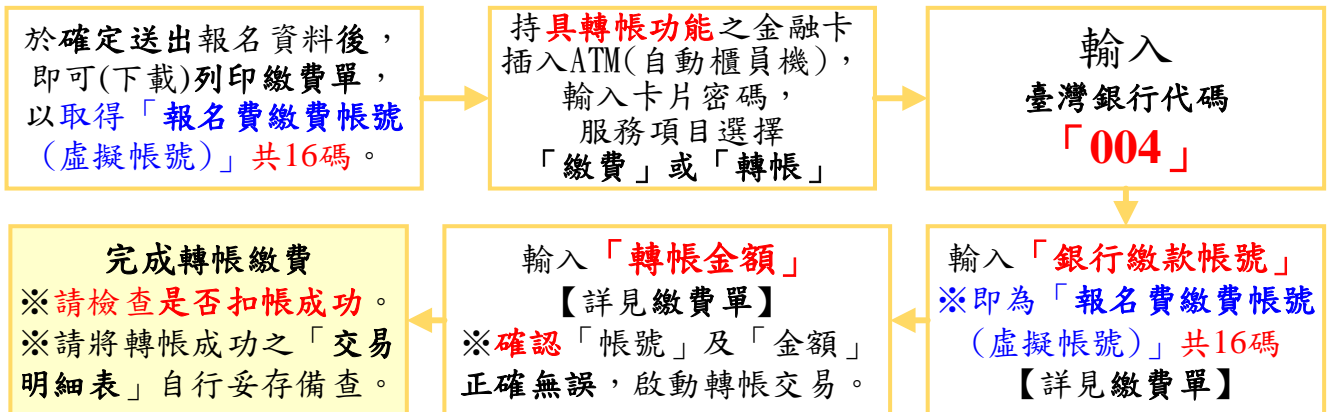 於確定送出報名資料後，
即可(下載)列印繳費單，
以取得「報名費繳費帳號
（虛擬帳號）」共16碼。
持具轉帳功能之金融卡
插入ATM(自動櫃員機)，
輸入卡片密碼，
服務項目選擇
「繳費」或「轉帳」
輸入
臺灣銀行代碼
「004」
輸入「銀行繳款帳號」
※即為「報名費繳費帳號
（虛擬帳號）」共16碼
【詳見繳費單】
輸入「轉帳金額」
【詳見繳費單】
※確認「帳號」及「金額」
正確無誤，啟動轉帳交易。
完成轉帳繳費
※請檢查是否扣帳成功。
※請將轉帳成功之「交易
明細表」自行妥存備查。